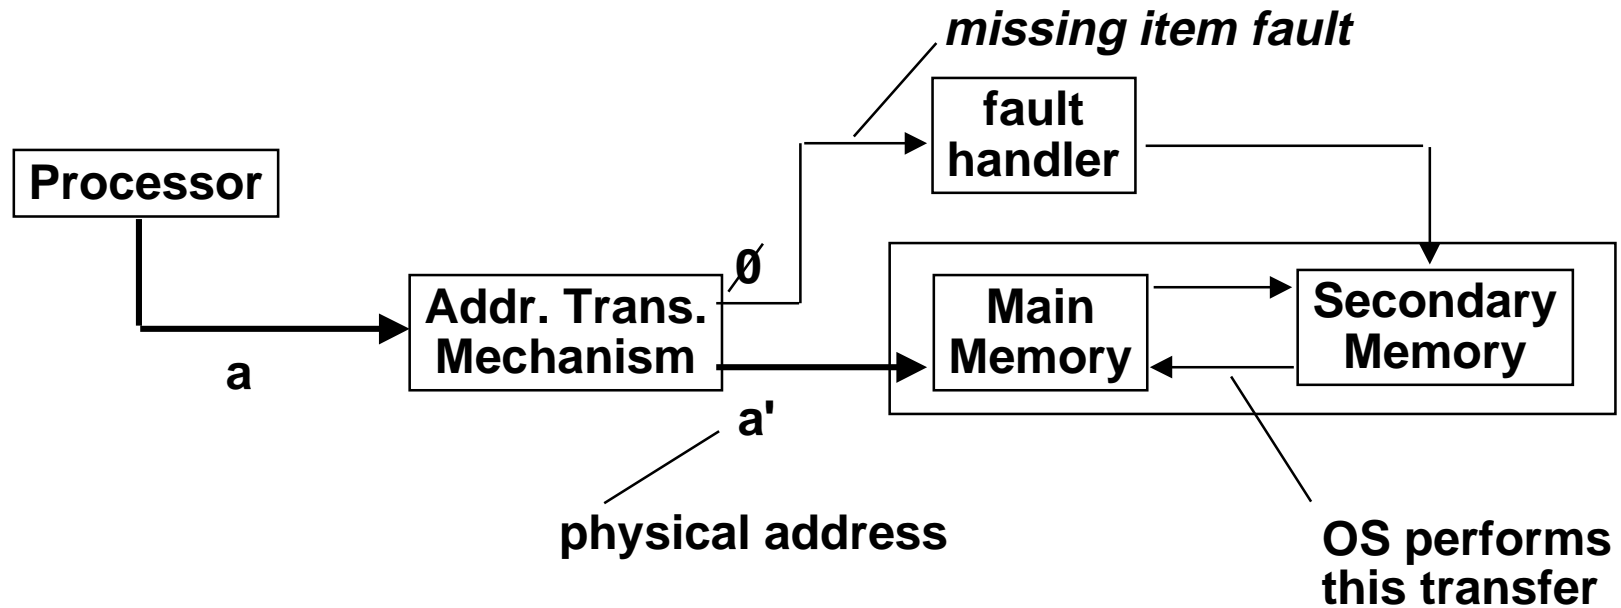 missing item fault
fault
handler
Processor
Ø
Addr. Trans.
Mechanism
Main
Memory
Secondary
Memory
a
a'
physical address
OS performs
this transfer